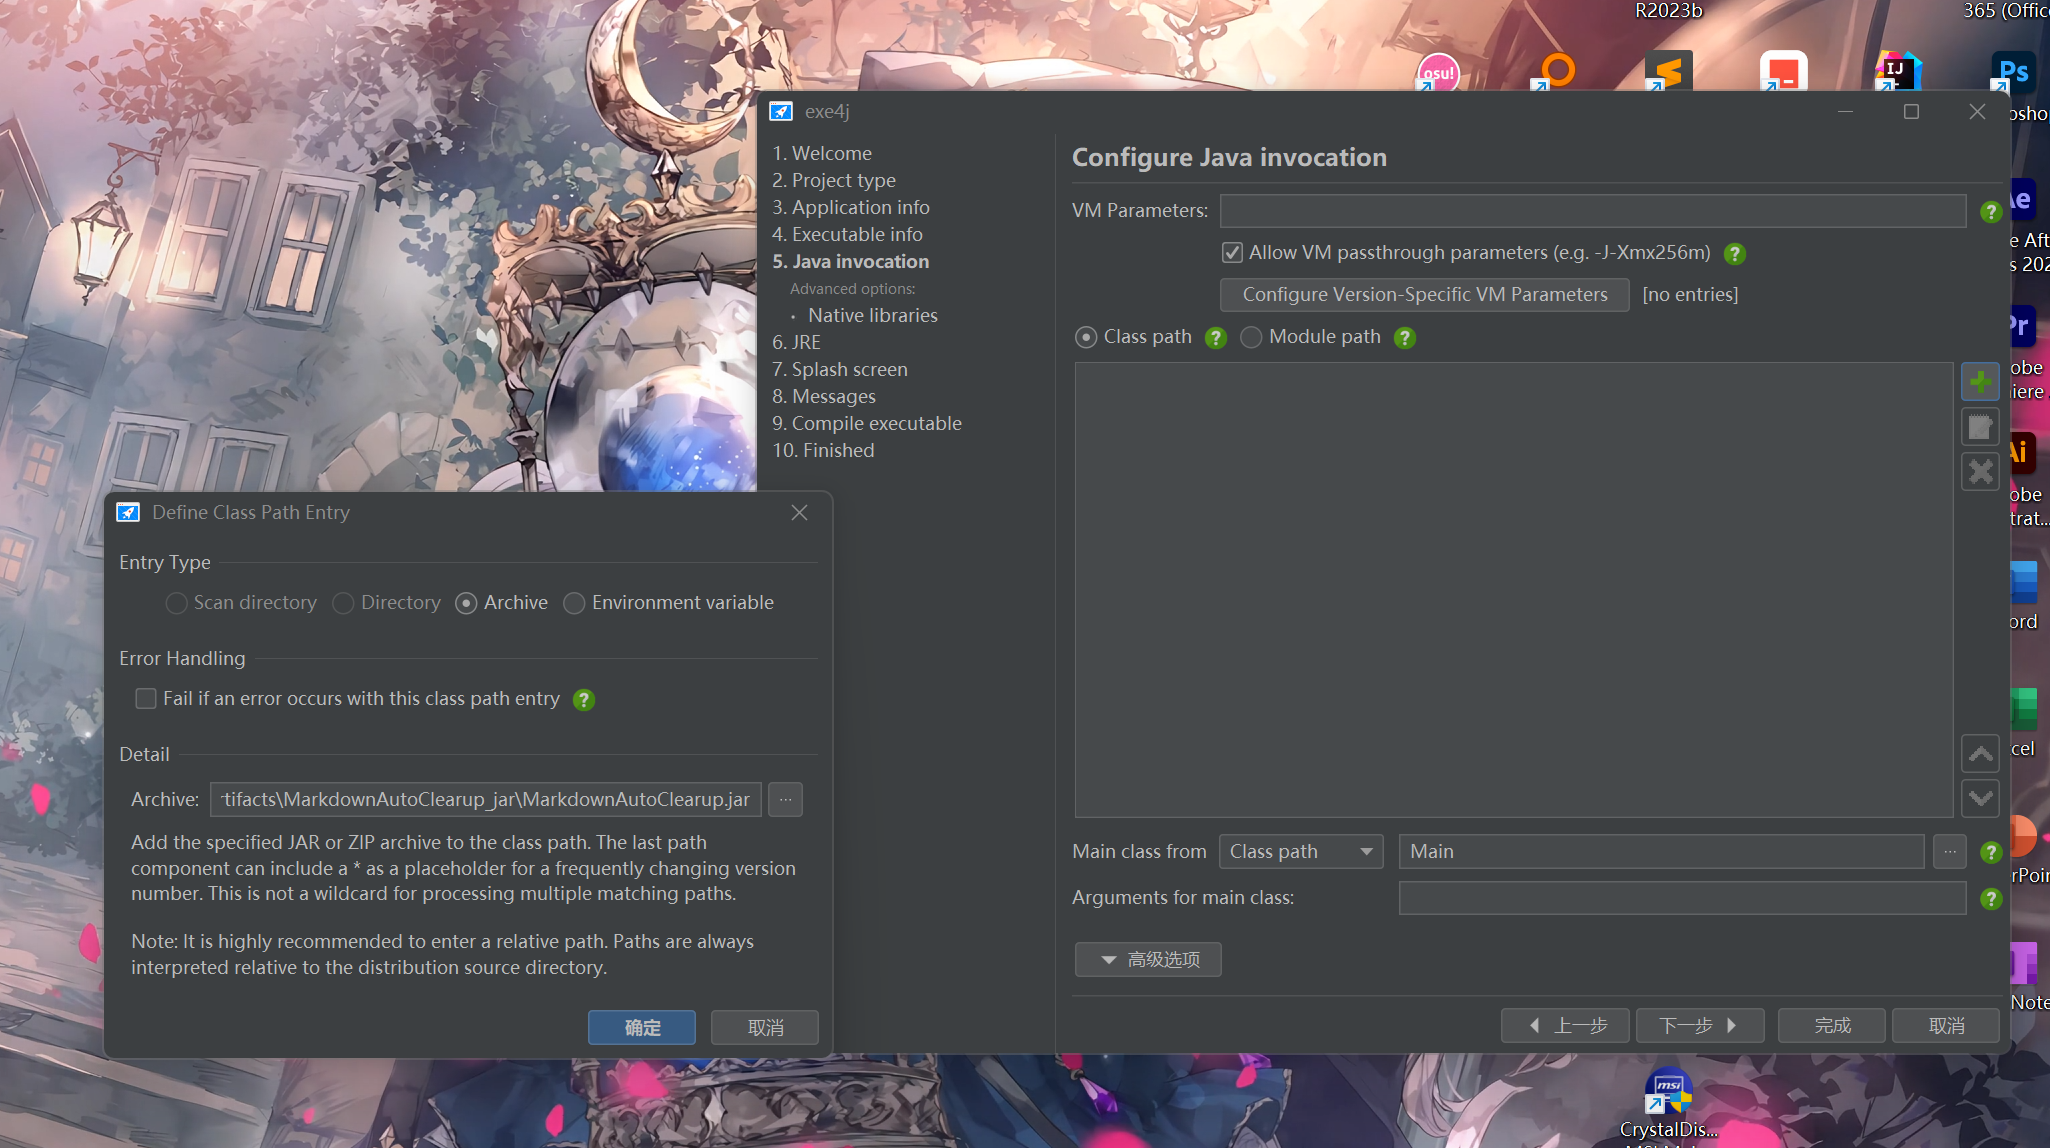 R2023b
365 (Offic
osu!
IJ
Ps
oshop
exe4j
1. Welcome
2. Project type
3. Application info
4. Executable info
5. Java invocation
Advanced options:
• Native libraries
6. JRE
7. Splash screen
8. Messages
9. Compile executable
10. Finished
Configure Java invocation
VM Parameters:
Allow VM passthrough parameters (e.g. -J-Xmx256m)
Configure Version-Specific VM Parameters [no entries]
Class path Module path
Main class from Class path Main ...
Arguments for main class:
高级选项
上一步 下一步 完成 取消
Define Class Path Entry
Entry Type
Scan directory Directory Archive Environment variable
Error Handling
Fail if an error occurs with this class path entry
Detail
Archive: tifacts\MarkdownAutoClearup_jar\MarkdownAutoClearup.jar ...
Add the specified JAR or ZIP archive to the class path. The last path
component can include a * as a placeholder for a frequently changing version
number. This is not a wildcard for processing multiple matching paths.
Note: It is highly recommended to enter a relative path. Paths are always
interpreted relative to the distribution source directory.
确定 取消
Ae
e Aft
s 202
Pr
obe
iere
Ai
obe
trat...
ord
cel
rPoin
Note
msi
CrystalDis...